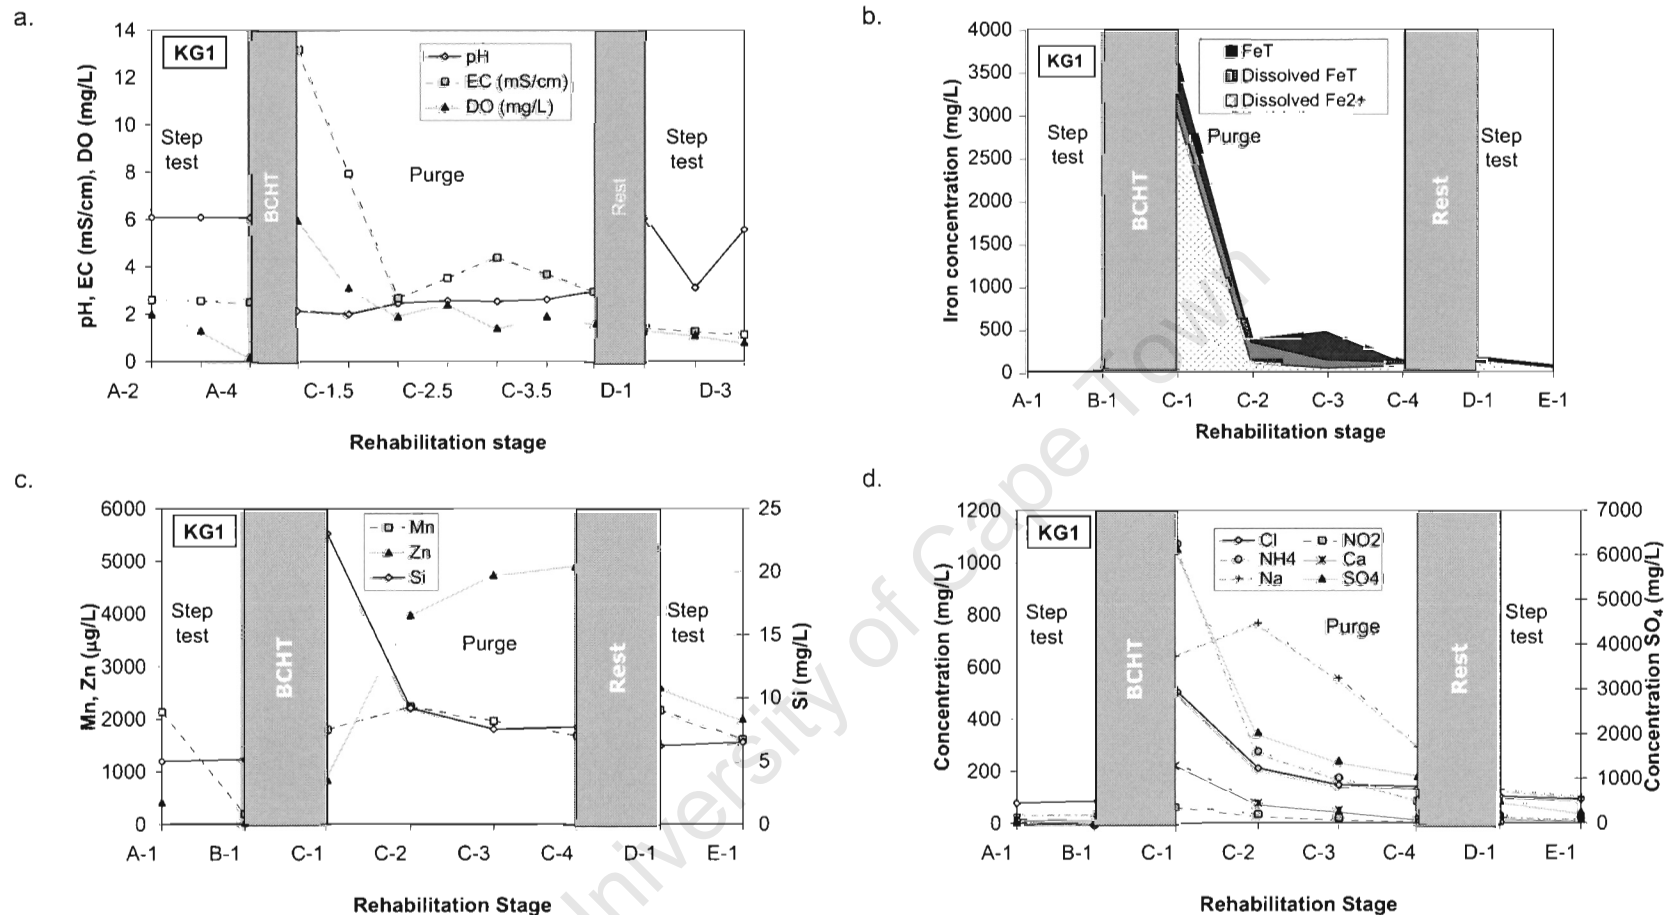 a.
14
12
10
8
6
4
2
0
pH, EC (mS/cm), DO (mg/L)
KG1
pH
EC (mS/cm)
DO (mg/L)
Step
test
BCHT
Purge
Rest
Step
test
A-2
A-4
C-1.5
C-2.5
C-3.5
D-1
D-3
Rehabilitation stage
b.
4000
3500
3000
2500
2000
1500
1000
500
0
Iron concentration (mg/L)
KG1
FeT
Dissolved FeT
Dissolved Fe2+
Step
test
BCHT
Purge
Rest
Step
test
A-1
B-1
C-1
C-2
C-3
C-4
D-1
E-1
Rehabilitation stage
c.
6000
5000
4000
3000
2000
1000
0
Mn, Zn (µg/L)
KG1
Mn
Zn
Si
Step
test
BCHT
Purge
Rest
Step
test
25
20
15
10
5
0
Si (mg/L)
A-1
B-1
C-1
C-2
C-3
C-4
D-1
E-1
Rehabilitation Stage
d.
1200
1000
800
600
400
200
0
Concentration (mg/L)
KG1
Cl
NO2
NH4
Ca
Na
SO4
Step
test
BCHT
Purge
Rest
Step
test
7000
6000
5000
4000
3000
2000
1000
0
Concentration SO₄ (mg/L)
A-1
B-1
C-1
C-2
C-3
C-4
D-1
E-1
Rehabilitation Stage
University of Cape Town